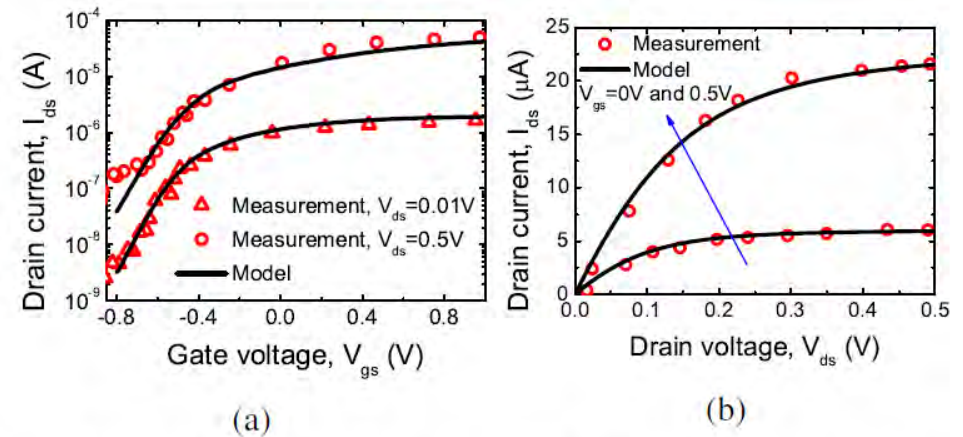 10⁻⁴
10⁻⁵
10⁻⁶
10⁻⁷
10⁻⁸
10⁻⁹
Drain current, I_ds (A)
Measurement, V_ds=0.01V
Measurement, V_ds=0.5V
Model
-0.8 -0.4 0.0 0.4 0.8
Gate voltage, V_gs (V)
(a)
25
20
15
10
5
0
Drain current, I_ds (μA)
Measurement
Model
V_gs=0V and 0.5V
0.0 0.1 0.2 0.3 0.4 0.5
Drain voltage, V_ds (V)
(b)